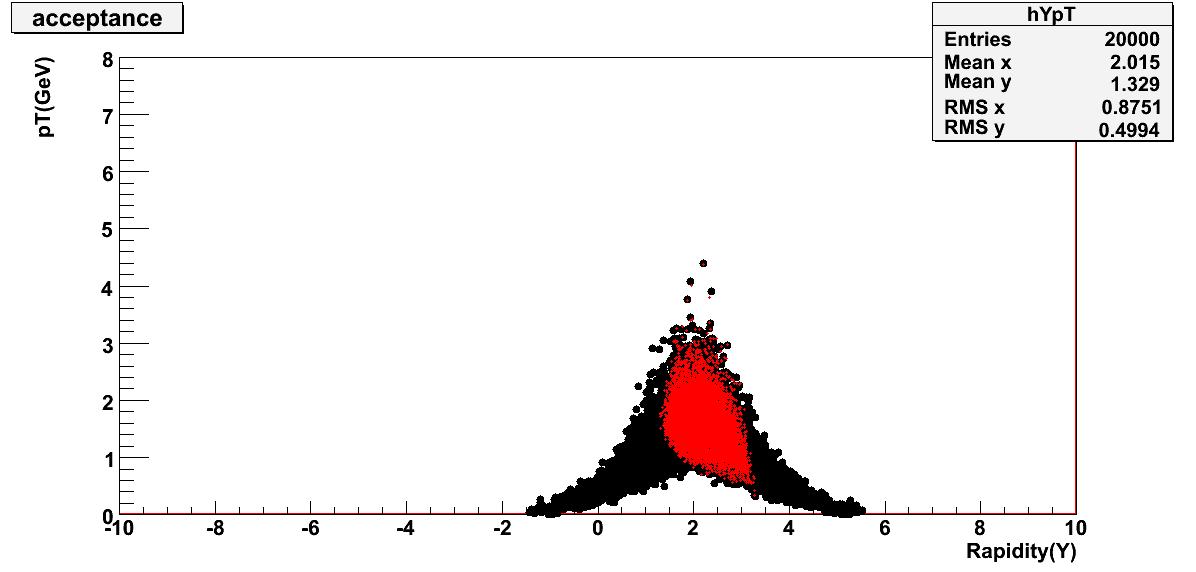 acceptance
hYpT
Entries 20000
Mean x 2.015
Mean y 1.329
RMS x 0.8751
RMS y 0.4994
pT(GeV)
8
7
6
5
4
3
2
1
0
-10 -8 -6 -4 -2 0 2 4 6 8 10
Rapidity(Y)